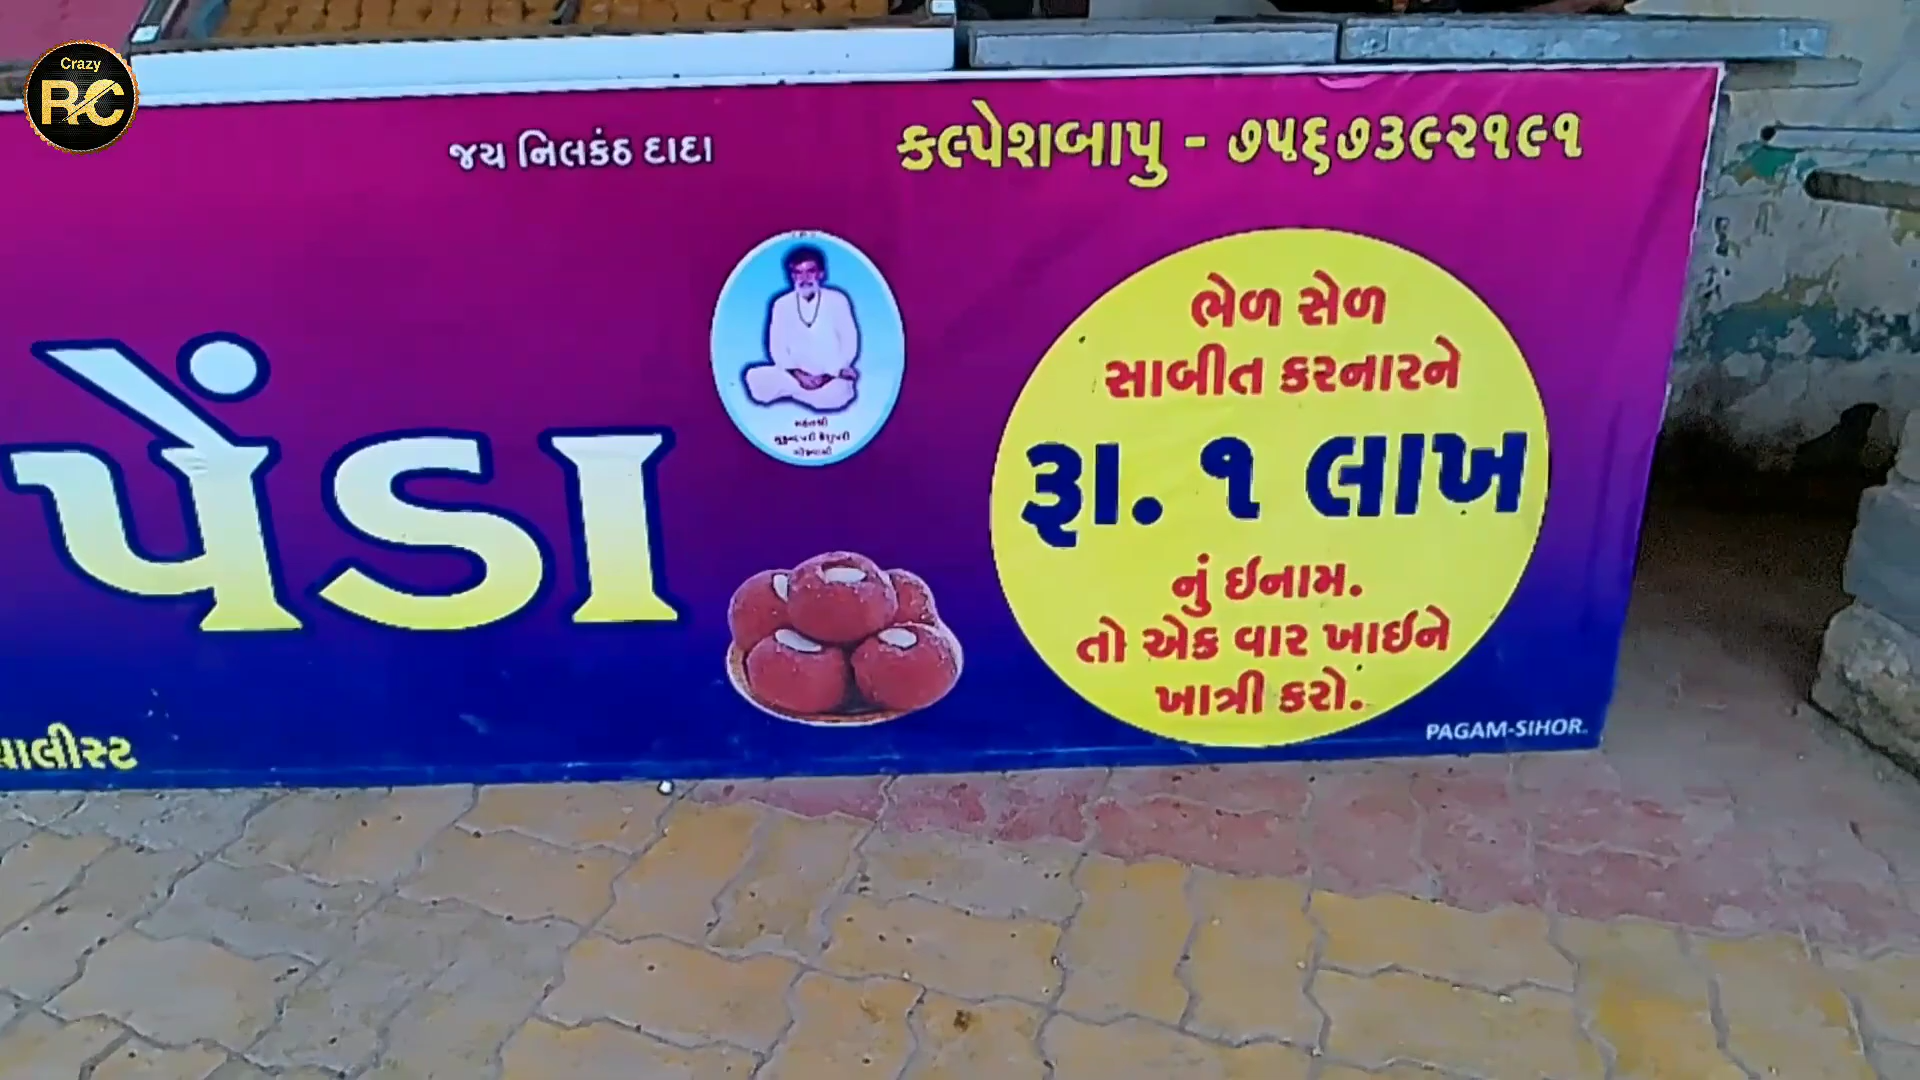 Crazy
RC
જય નિલકંઠ દાદા
કલ્પેશબાપુ - ૭૫૬૭૩૯૨૧૯૧
પેંડા
ભેળ સેળ
સાબીત કરનારને
રૂા. ૧ લાખ
નું ઈનામ.
તો એક વાર ખાઈને
ખાત્રી કરો.
PAGAM-SIHOR.